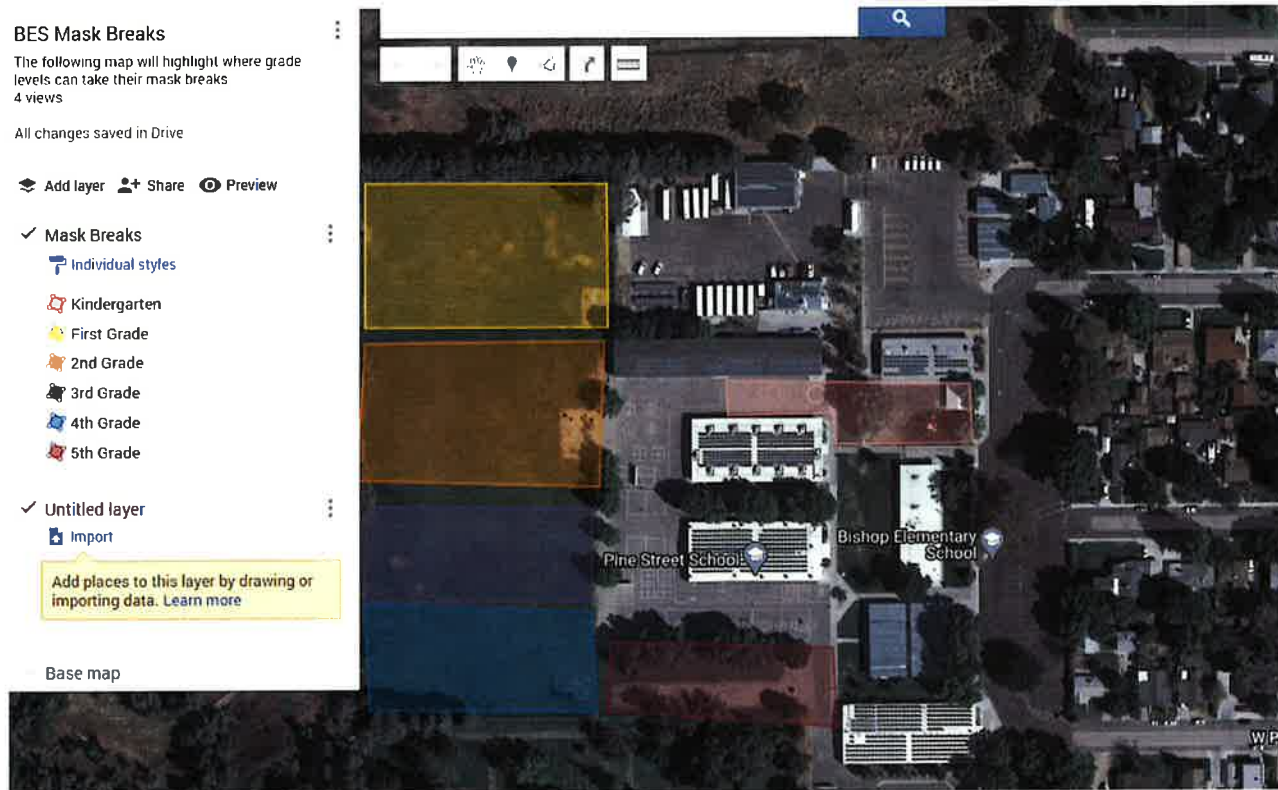 BES Mask Breaks
The following map will highlight where grade
levels can take their mask breaks
4 views
All changes saved in Drive
Add layer Share Preview
Mask Breaks
Individual styles
Kindergarten
First Grade
2nd Grade
3rd Grade
4th Grade
5th Grade
Untitled layer
Import
Add places to this layer by drawing or
importing data. Learn more
Base map
Pine Street School
Bishop Elementary
School
W P